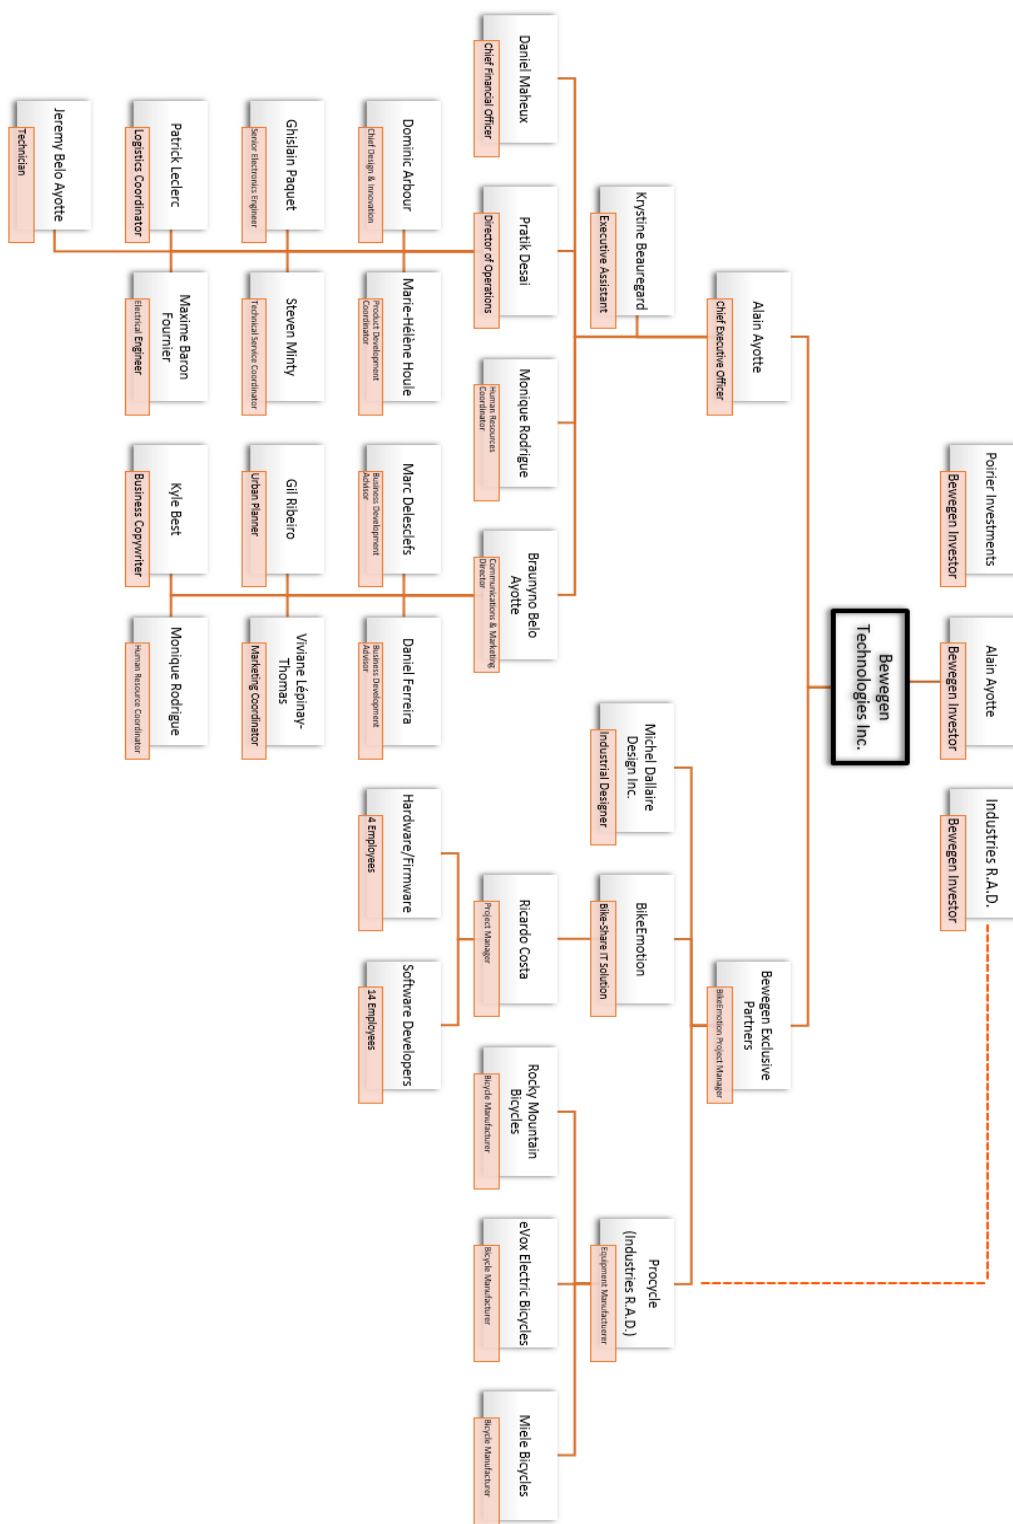 Poirier Investments
Bewegen Investor
Alain Ayotte
Bewegen Investor
Industries R.A.D.
Bewegen Investor
Bewegen
Technologies Inc.
Alain Ayotte
Chief Executive Officer
Bewegen Exclusive
Partners
BikeEmotion Project Manager
Krystine Beauregard
Executive Assistant
Michel Dallaire
Design Inc.
Industrial Designer
BikeEmotion
Bike-Share IT Solution
Procycle
(Industries R.A.D.)
Equipment Manufactuerer
Daniel Maheux
Chief Financial Officer
Pratik Desai
Director of Operations
Monique Rodrigue
Human Resources
Coordinator
Braunyno Belo
Ayotte
Communications & Marketing
Director
Ricardo Costa
Project Manager
Rocky Mountain
Bicycles
Bicycle Manufacturer
eVox Electric Bicycles
Bicycle Manufacturer
Miele Bicycles
Bicycle Manufacturer
Dominic Arbour
Chief Design & Innovation
Marie-Hélène Houle
Product Development
Coordinator
Marc Delesclefs
Business Development
Advisor
Daniel Ferreira
Business Development
Advisor
Hardware/Firmware
4 Employees
Software Developers
14 Employees
Ghislain Paquet
Senior Electronics Engineer
Steven Minty
Technical Service Coordinator
Gil Ribeiro
Urban Planner
Viviane Lépinay-
Thomas
Marketing Coordinator
Patrick Leclerc
Logistics Coordinator
Maxime Baron
Fournier
Electrical Engineer
Kyle Best
Business Copywriter
Monique Rodrigue
Human Resource Coordinator
Jeremy Belo Ayotte
Technician